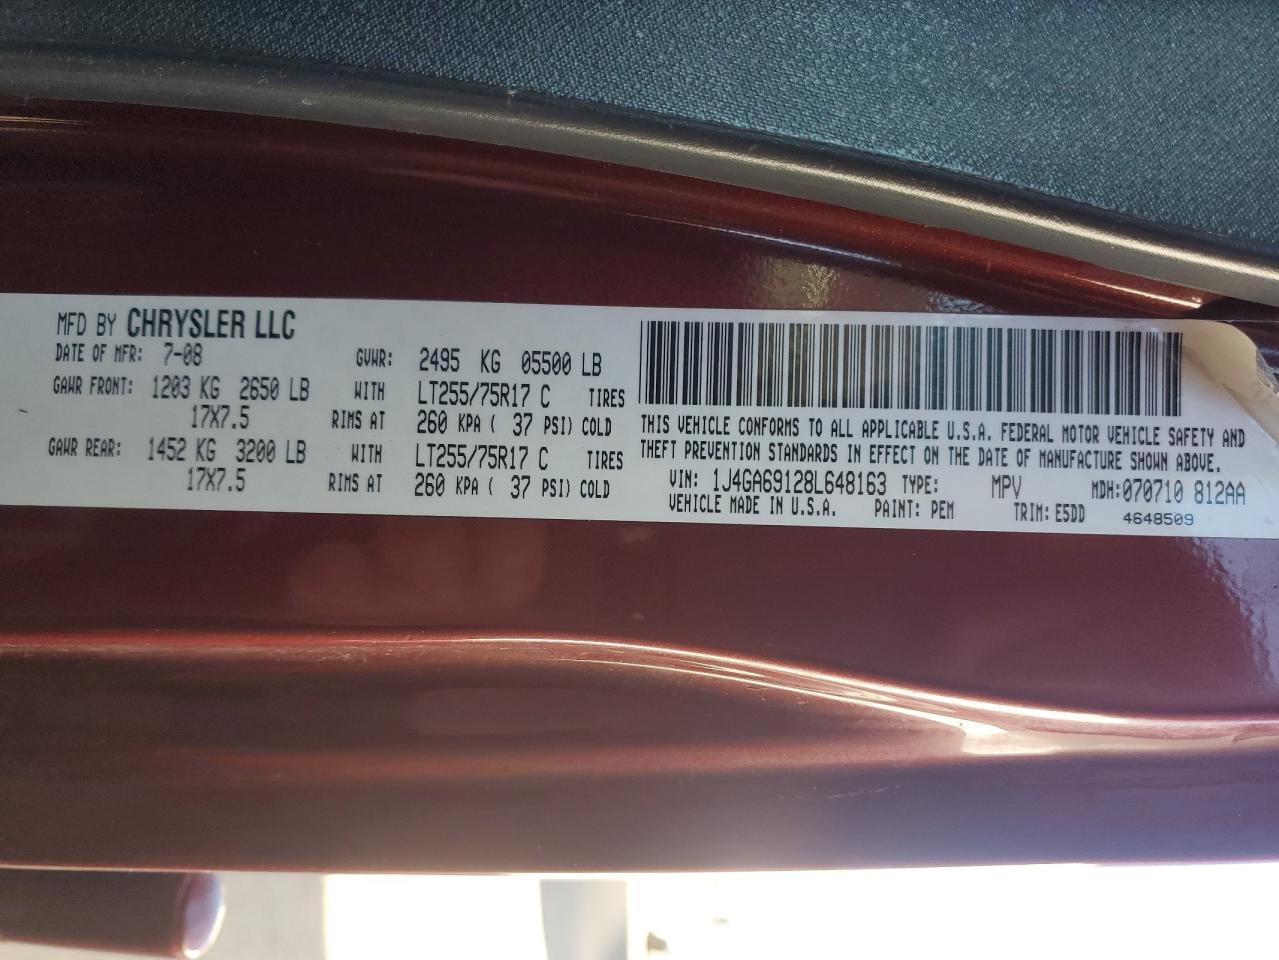 MFD BY CHRYSLER LLC
DATE OF MFR: 7-08 GVWR: 2495 KG 05500 LB
GAWR FRONT: 1203 KG 2650 LB WITH LT255/75R17 C TIRES
17X7.5 RIMS AT 260 KPA ( 37 PSI) COLD
GAWR REAR: 1452 KG 3200 LB WITH LT255/75R17 C TIRES
17X7.5 RIMS AT 260 KPA ( 37 PSI) COLD
THIS VEHICLE CONFORMS TO ALL APPLICABLE U.S.A. FEDERAL MOTOR VEHICLE SAFETY AND
THEFT PREVENTION STANDARDS IN EFFECT ON THE DATE OF MANUFACTURE SHOWN ABOVE.
VIN: 1J4GA69128L648163 TYPE: MPV MDH: 070710 812AA
VEHICLE MADE IN U.S.A. PAINT: PEM TRIM: E5DD 4648509